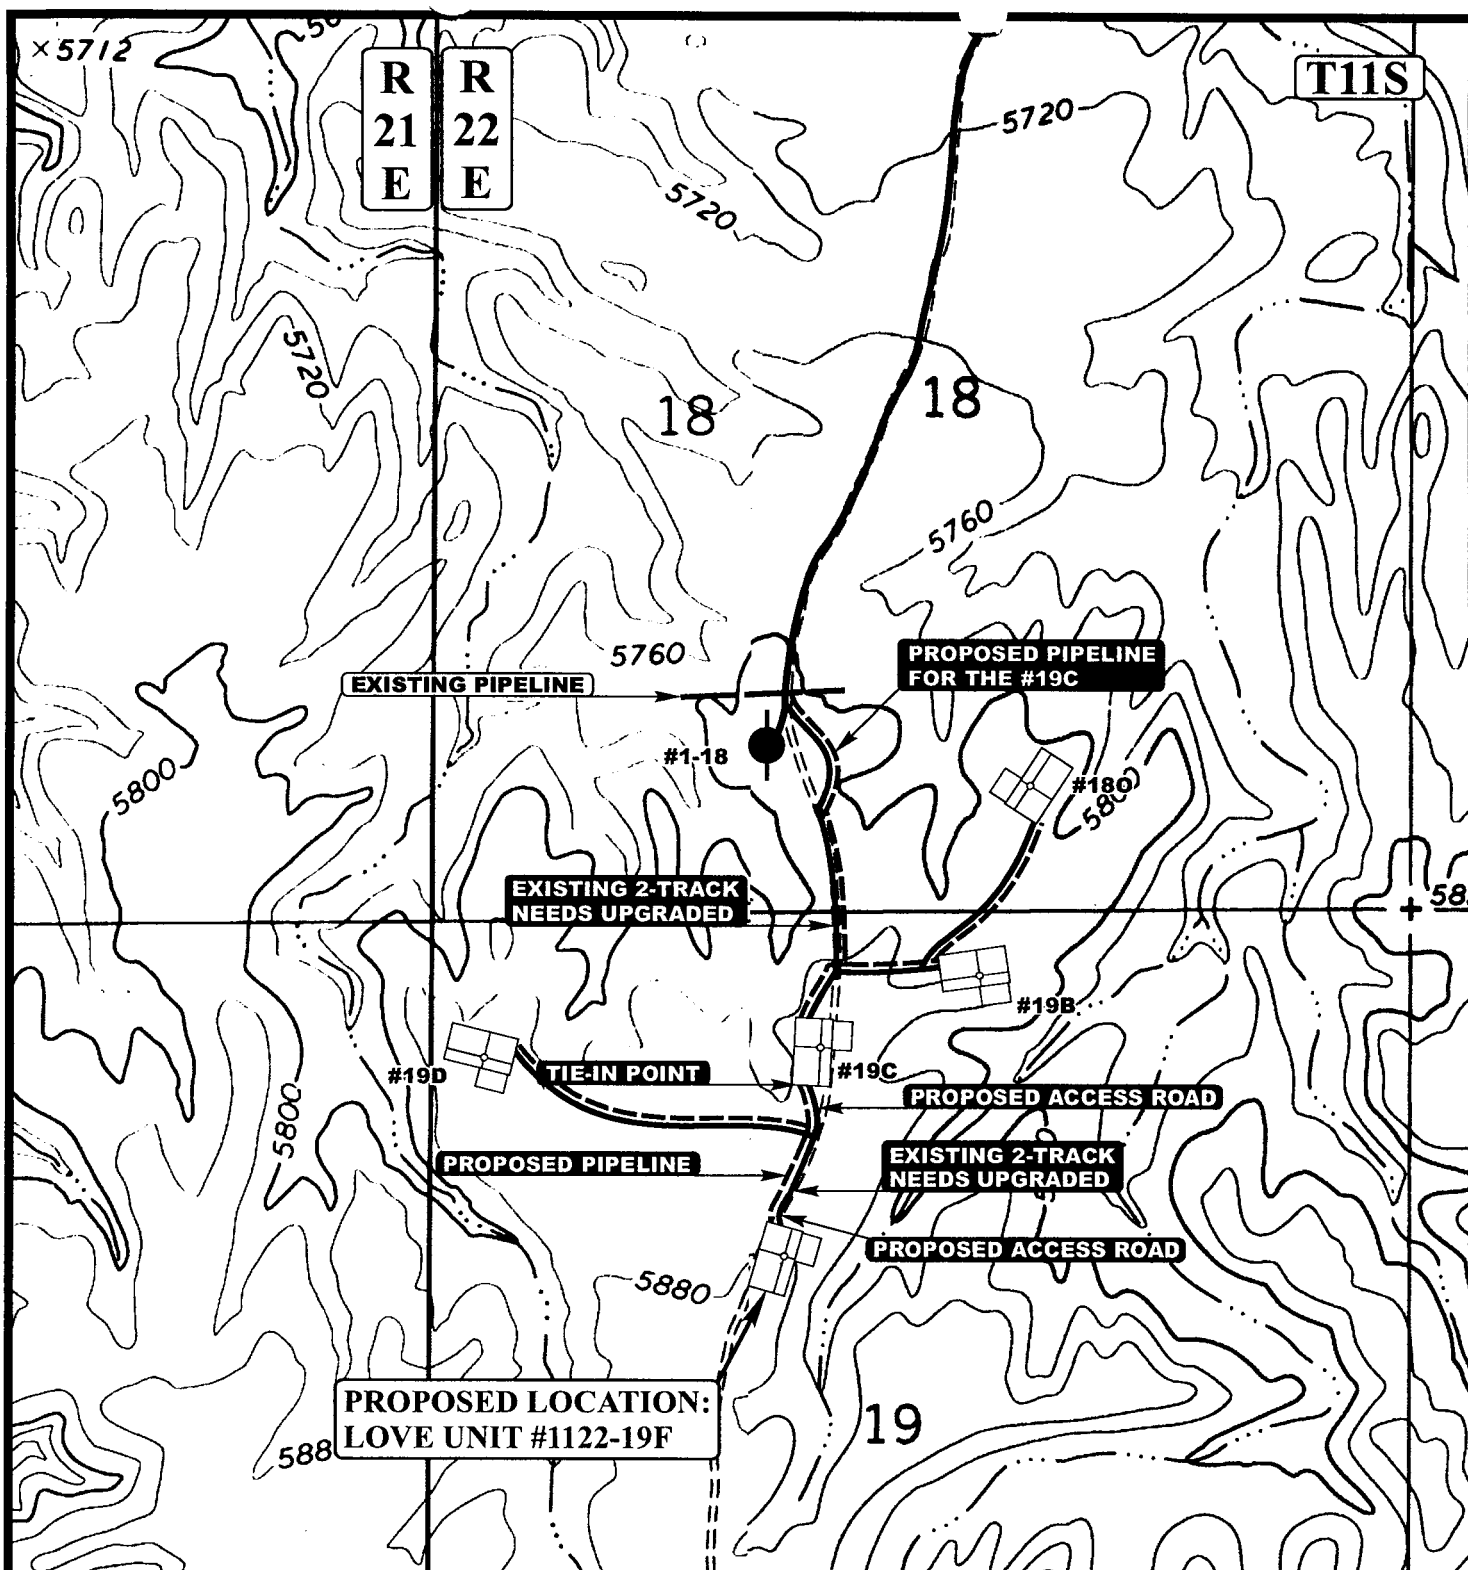 5712
R
21
E
R
22
E
T11S
5720
5720
5720
18
18
5760
5760
EXISTING PIPELINE
PROPOSED PIPELINE
FOR THE #19C
#1-18
#18O
5800
5800
EXISTING 2-TRACK
NEEDS UPGRADED
#19B
#19D
TIE-IN POINT
#19C
PROPOSED ACCESS ROAD
5800
PROPOSED PIPELINE
EXISTING 2-TRACK
NEEDS UPGRADED
PROPOSED ACCESS ROAD
5880
PROPOSED LOCATION:
LOVE UNIT #1122-19F
19
588